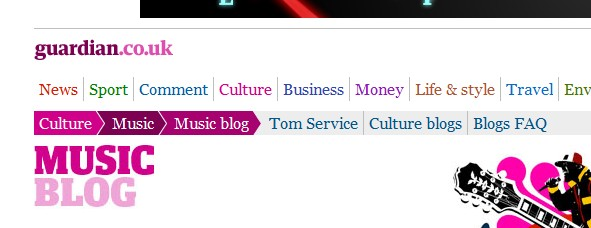 guardian.co.uk
News Sport Comment Culture Business Money Life & style Travel Env
Culture Music Music blog Tom Service Culture blogs Blogs FAQ
MUSIC
BLOG